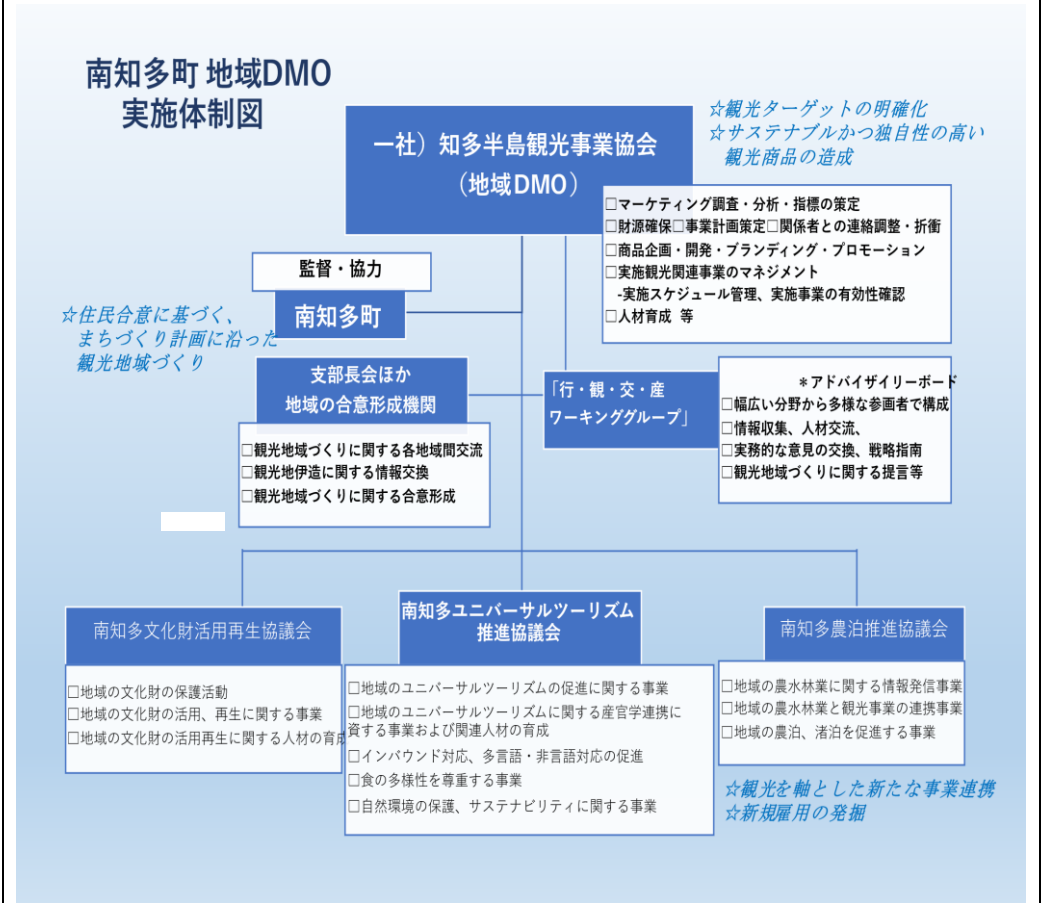 南知多町 地域DMO
実施体制図
一社）知多半島観光事業協会
（地域DMO）
☆観光ターゲットの明確化
☆サステナブルかつ独自性の高い
観光商品の造成
□マーケティング調査・分析・指標の策定
□財源確保□事業計画策定□関係者との連絡調整・折衝
□商品企画・開発・ブランディング・プロモーション
□実施観光関連事業のマネジメント
-実施スケジュール管理、実施事業の有効性確認
□人材育成 等
監督・協力
南知多町
☆住民合意に基づく、
まちづくり計画に沿った
観光地域づくり
支部長会ほか
地域の合意形成機関
□観光地域づくりに関する各地域間交流
□観光地伊造に関する情報交換
□観光地域づくりに関する合意形成
「行・観・交・産
ワーキンググループ」
＊アドバイザイリーボード
□幅広い分野から多様な参画者で構成
□情報収集、人材交流、
□実務的な意見の交換、戦略指南
□観光地域づくりに関する提言等
南知多文化財活用再生協議会
□地域の文化財の保護活動
□地域の文化財の活用、再生に関する事業
□地域の文化財の活用再生に関する人材の育成
南知多ユニバーサルツーリズム
推進協議会
□地域のユニバーサルツーリズムの促進に関する事業
□地域のユニバーサルツーリズムに関する産官学連携に
資する事業および関連人材の育成
□インバウンド対応、多言語・非言語対応の促進
□食の多様性を尊重する事業
□自然環境の保護、サステナビリティに関する事業
南知多農泊推進協議会
□地域の農水林業に関する情報発信事業
□地域の農水林業と観光事業の連携事業
□地域の農泊、渚泊を促進する事業
☆観光を軸とした新たな事業連携
☆新規雇用の発掘